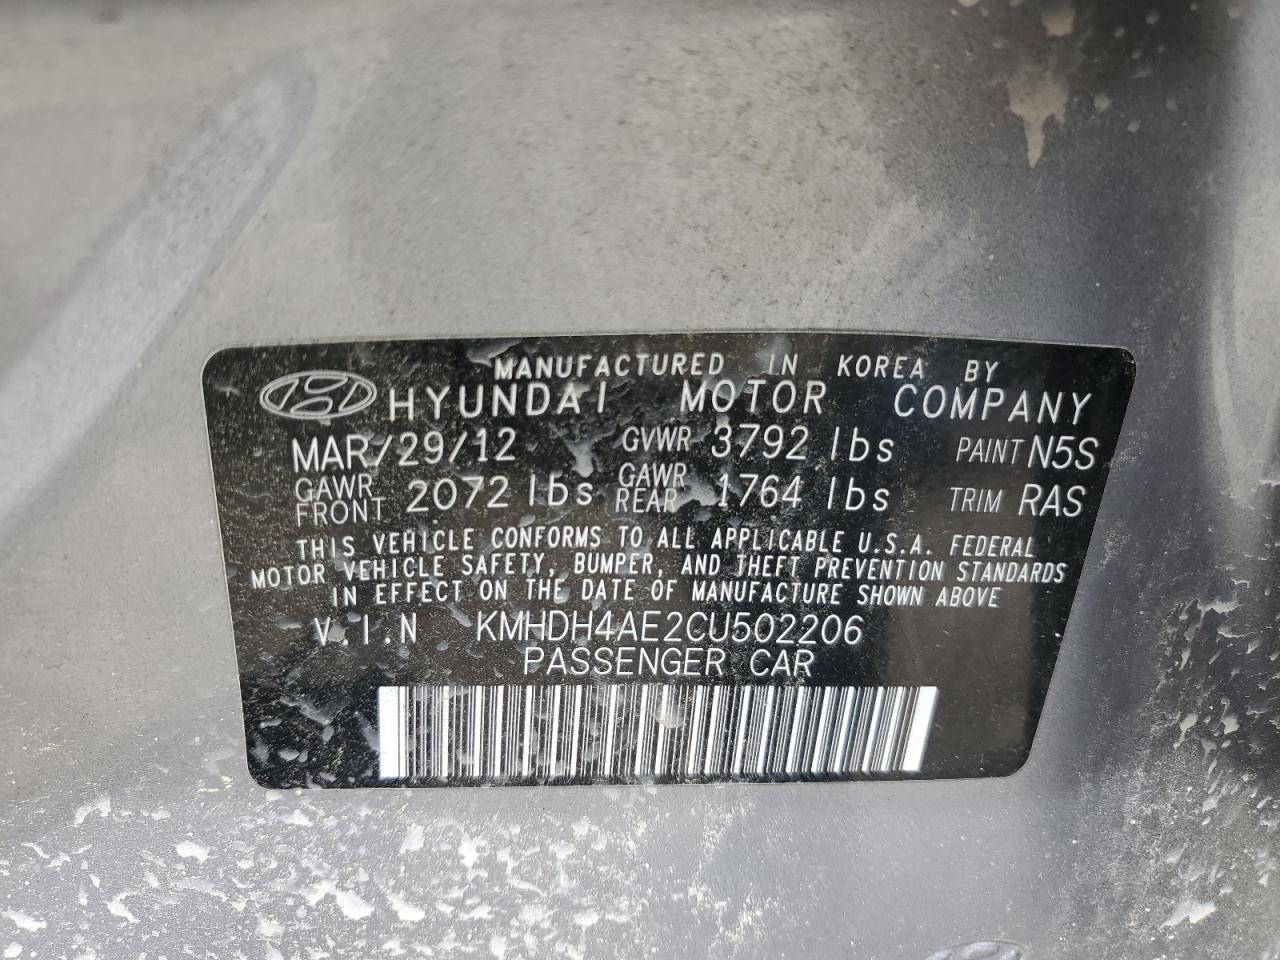 MANUFACTURED IN KOREA BY
HYUNDAI MOTOR COMPANY
MAR/29/12 GVWR 3792 lbs PAINT N5S
GAWR FRONT 2072 lbs GAWR REAR 1764 lbs TRIM RAS
THIS VEHICLE CONFORMS TO ALL APPLICABLE U.S.A. FEDERAL
MOTOR VEHICLE SAFETY, BUMPER, AND THEFT PREVENTION STANDARDS
IN EFFECT ON THE DATE OF MANUFACTURE SHOWN ABOVE
V.I.N KMHDH4AE2CU502206
PASSENGER CAR